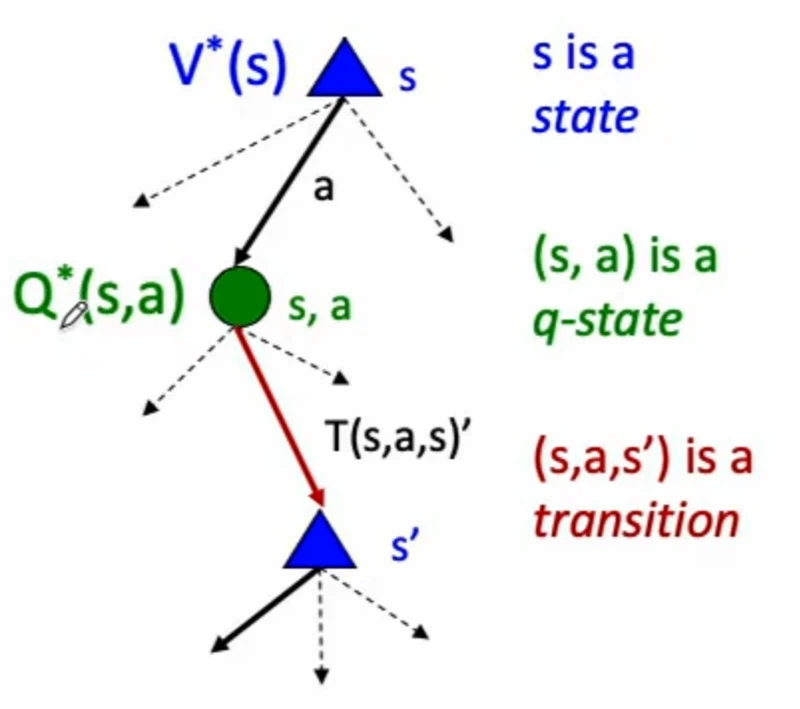 V*(s)
s
s is a
state
a
Q*(s,a)
s, a
(s, a) is a
q-state
T(s,a,s)’
(s,a,s’) is a
transition
s’